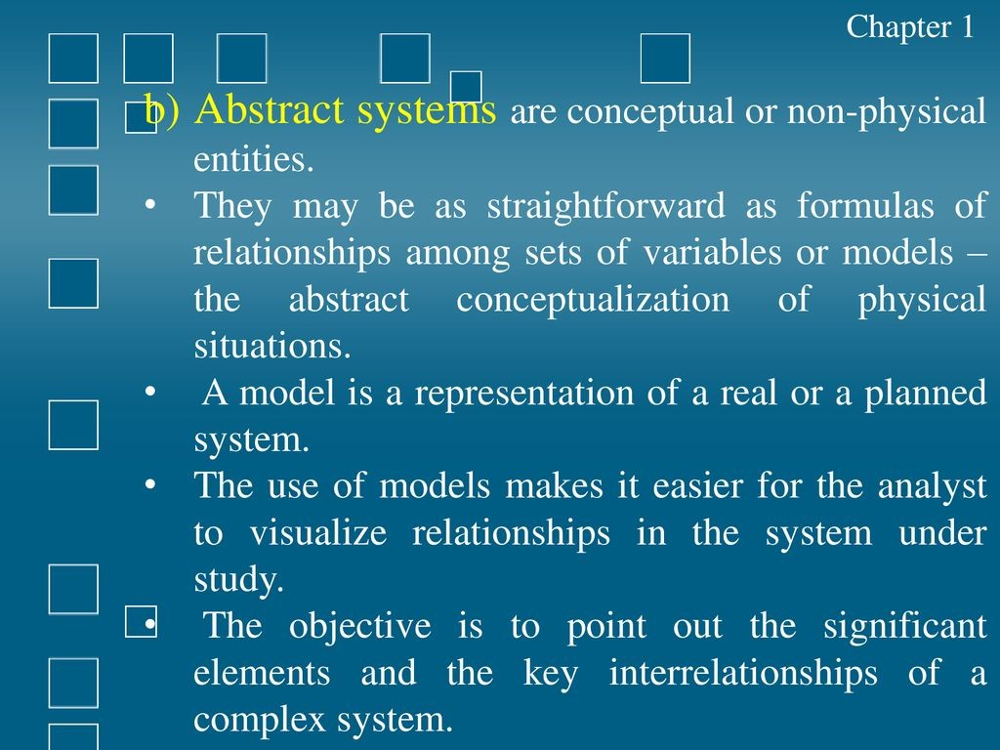 Chapter 1
b) Abstract systems are conceptual or non-physical
entities.
• They may be as straightforward as formulas of
relationships among sets of variables or models –
the abstract conceptualization of physical
situations.
• A model is a representation of a real or a planned
system.
• The use of models makes it easier for the analyst
to visualize relationships in the system under
study.
• The objective is to point out the significant
elements and the key interrelationships of a
complex system.